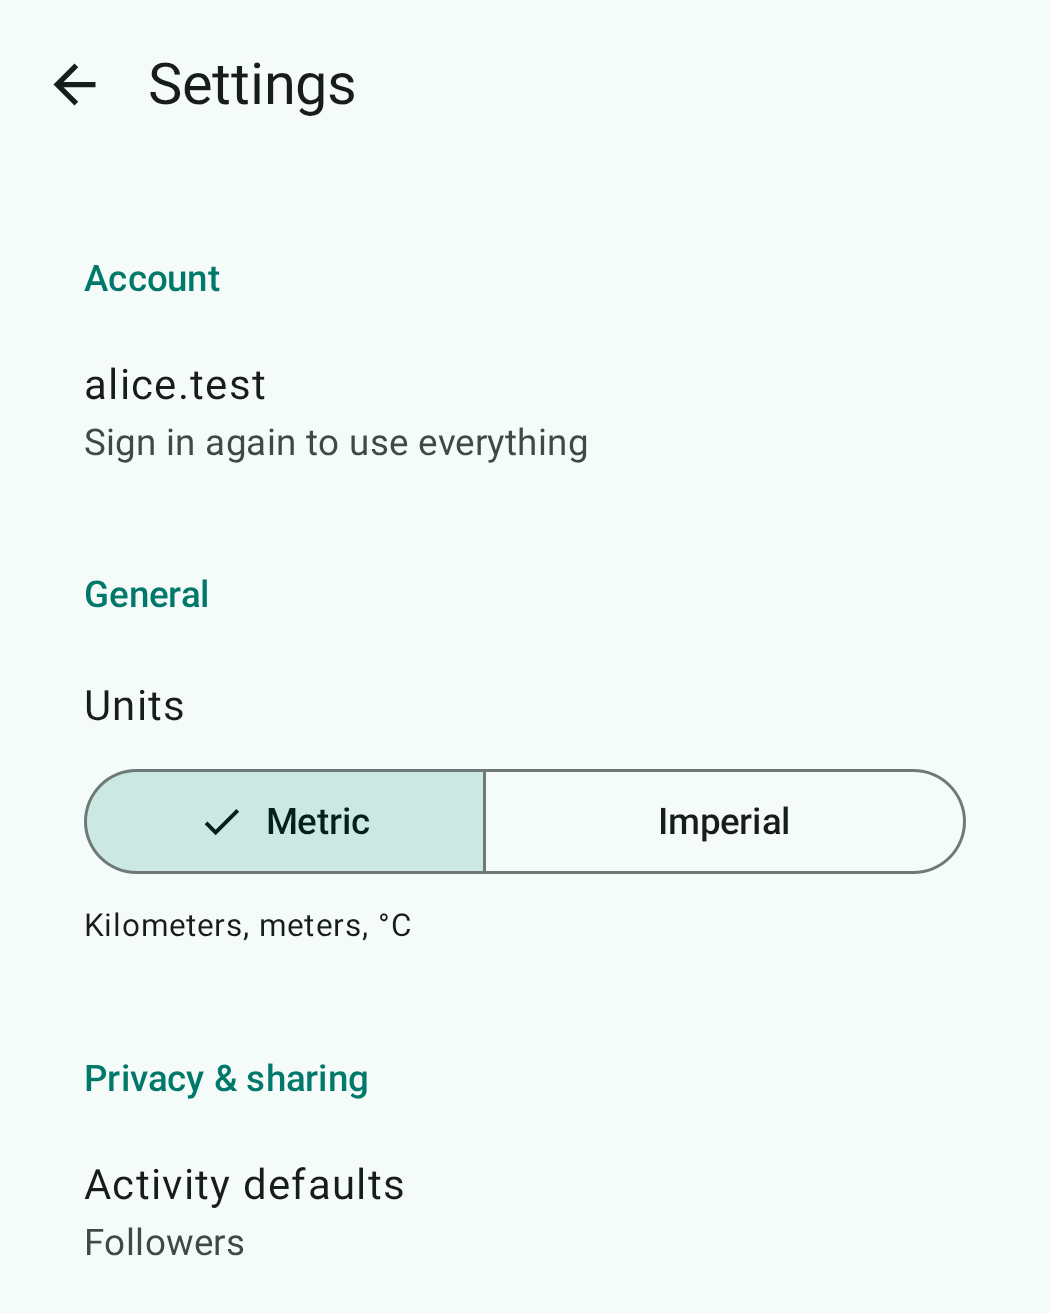 Settings
Account
alice.test
Sign in again to use everything
General
Units
Metric
Imperial
Kilometers, meters, °C
Privacy & sharing
Activity defaults
Followers